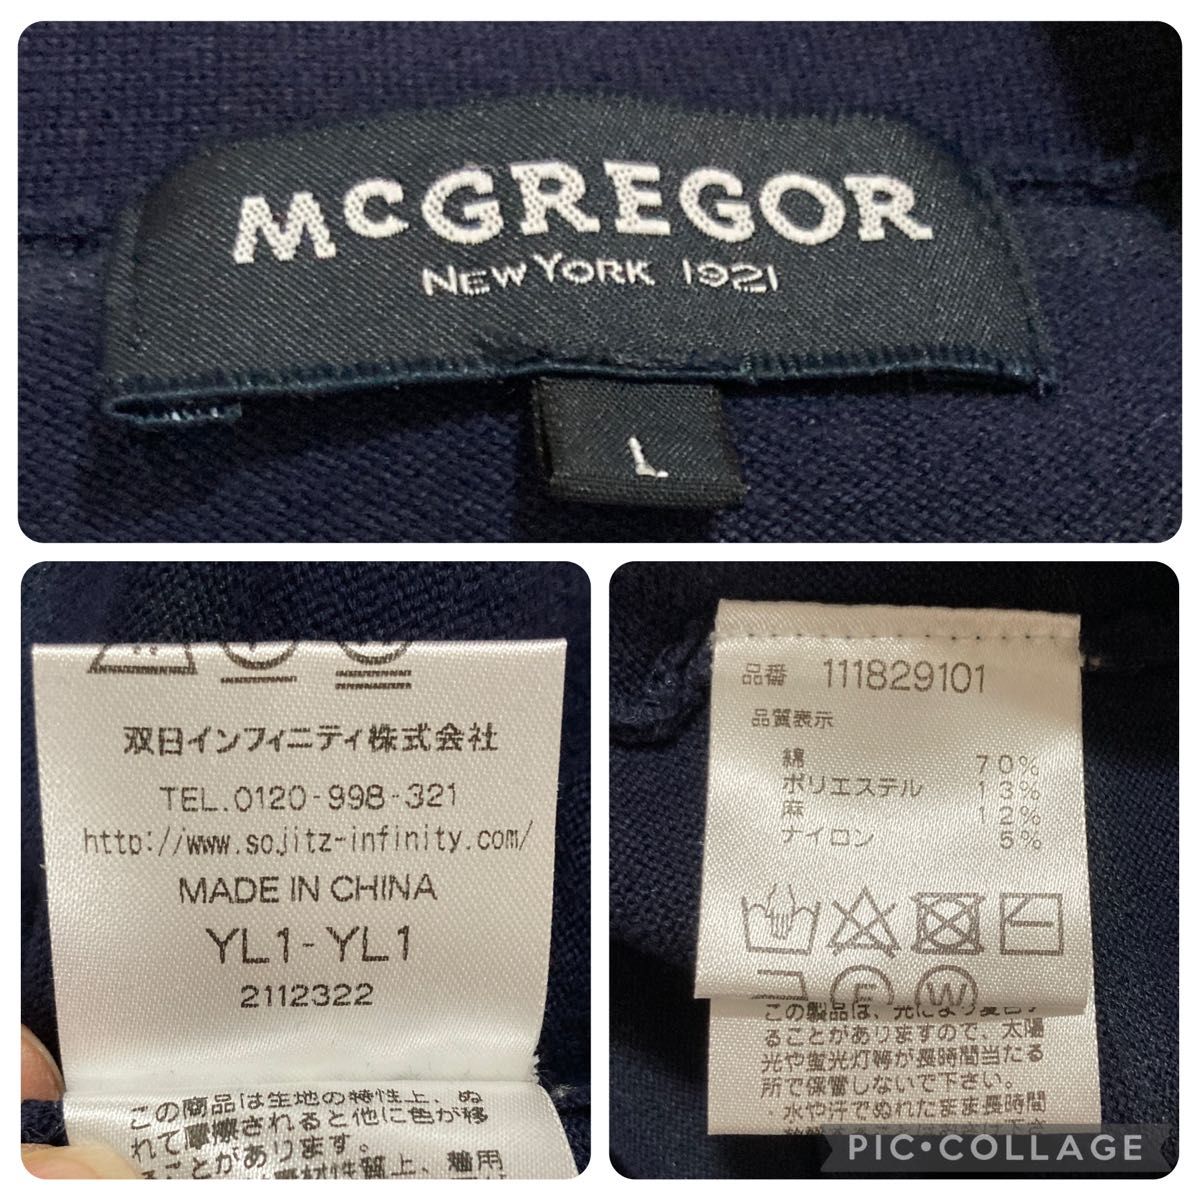 McGREGOR
NEW YORK 1921
L
双日インフィニティ株式会社
TEL.0120-998-321
http://www.sojitz-infinity.com/
MADE IN CHINA
YL1-YL1
2112322
この商品は生地の特性上、ぬ
れて摩擦されると他に色が移
ることがあります。
品番 111829101
品質表示
綿 70%
ポリエステル 13%
麻 12%
ナイロン 5%
F W
この製品は、光により変色す
ることがありますので、太陽
光や蛍光灯等が長時間当たる
所で保管しないで下さい。
・水や汗でぬれたまま長時間
PIC•COLLAGE